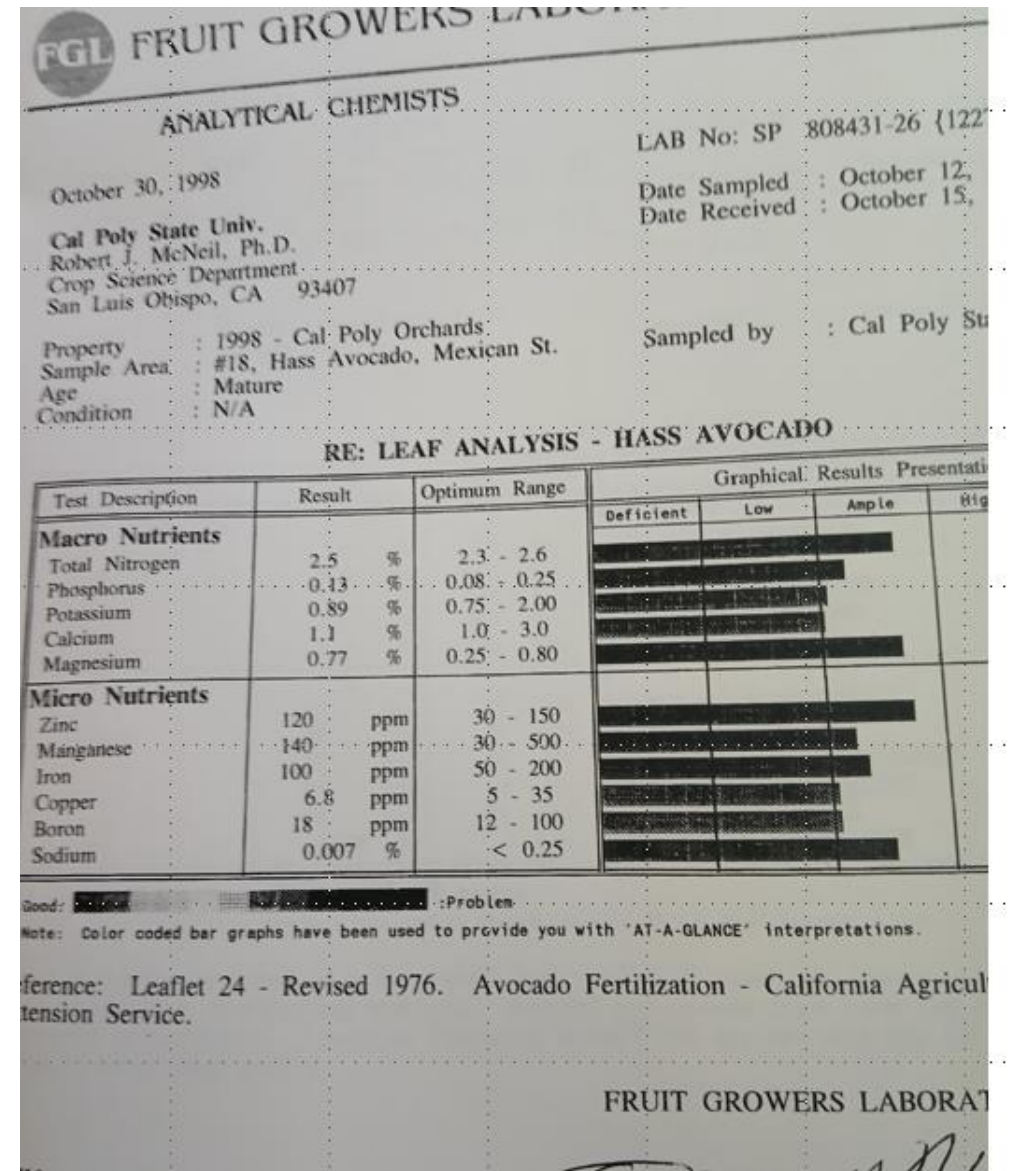 FGL FRUIT GROWERS
ANALYTICAL CHEMISTS
LAB No: SP 808431-26
October 30, 1998
Date Sampled : October 12,
Date Received : October 15,
Cal Poly State Univ.
Robert J. McNeil, Ph.D.
Crop Science Department
San Luis Obispo, CA 93407
Property : 1998 - Cal Poly Orchards
Sampled by : Cal Poly
Sample Area : #18, Hass Avocado, Mexican St.
Age : Mature
Condition : N/A
RE: LEAF ANALYSIS - HASS AVOCADO
Test Description Result Optimum Range Graphical Results
Deficient Low Ample
Macro Nutrients
Total Nitrogen 2.5 % 2.3 - 2.6
Phosphorus 0.13 % 0.08 - 0.25
Potassium 0.89 % 0.75 - 2.00
Calcium 1.1 % 1.0 - 3.0
Magnesium 0.77 % 0.25 - 0.80
Micro Nutrients
Zinc 120 ppm 30 - 150
Manganese 140 ppm 30 - 500
Iron 100 ppm 50 - 200
Copper 6.8 ppm 5 - 35
Boron 18 ppm 12 - 100
Sodium 0.007 % < 0.25
Good: :Problem
Note: Color coded bar graphs have been used to provide you with 'AT-A-GLANCE' interpretations.
ference: Leaflet 24 - Revised 1976. Avocado Fertilization - California Agricul
tension Service.
FRUIT GROWERS LABORAT